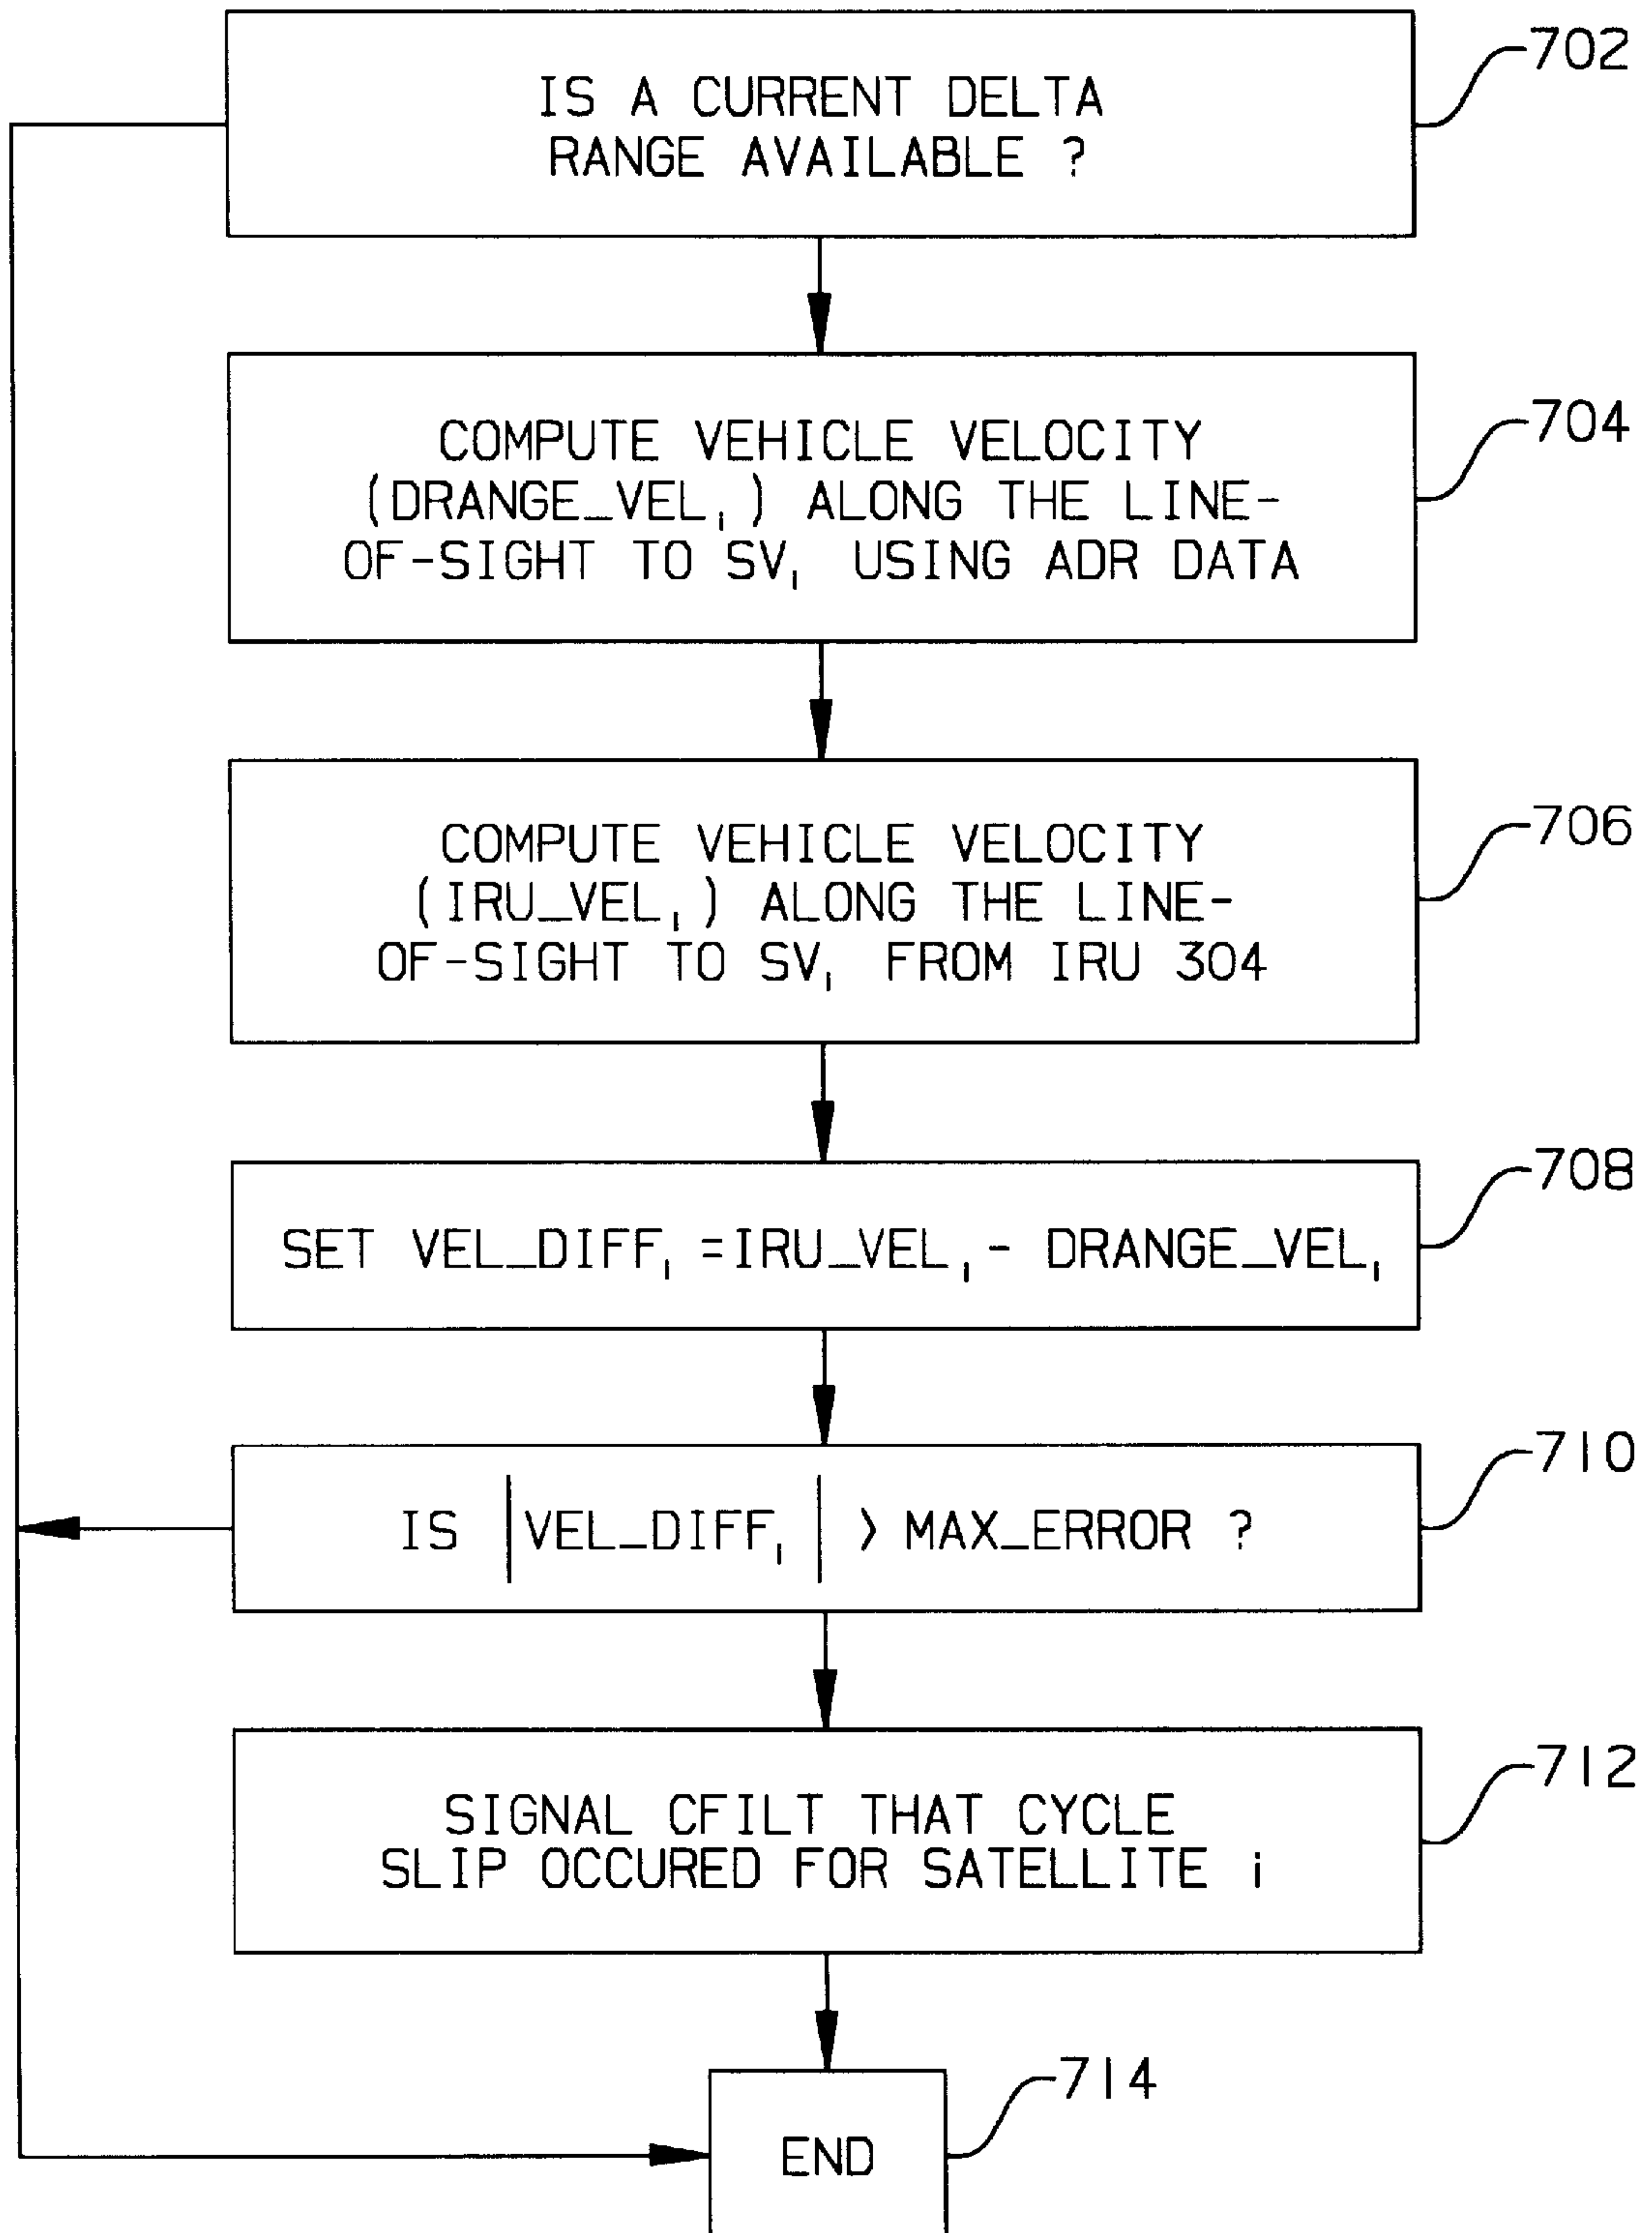 702
IS A CURRENT DELTA
RANGE AVAILABLE ?
704
COMPUTE VEHICLE VELOCITY
(DRANGE_VELᵢ) ALONG THE LINE-
OF-SIGHT TO SVᵢ USING ADR DATA
706
COMPUTE VEHICLE VELOCITY
(IRU_VELᵢ) ALONG THE LINE-
OF-SIGHT TO SVᵢ FROM IRU 304
708
SET VEL_DIFFᵢ =IRU_VELᵢ - DRANGE_VELᵢ
710
IS |VEL_DIFFᵢ| > MAX_ERROR ?
712
SIGNAL CFILT THAT CYCLE
SLIP OCCURED FOR SATELLITE i
714
END